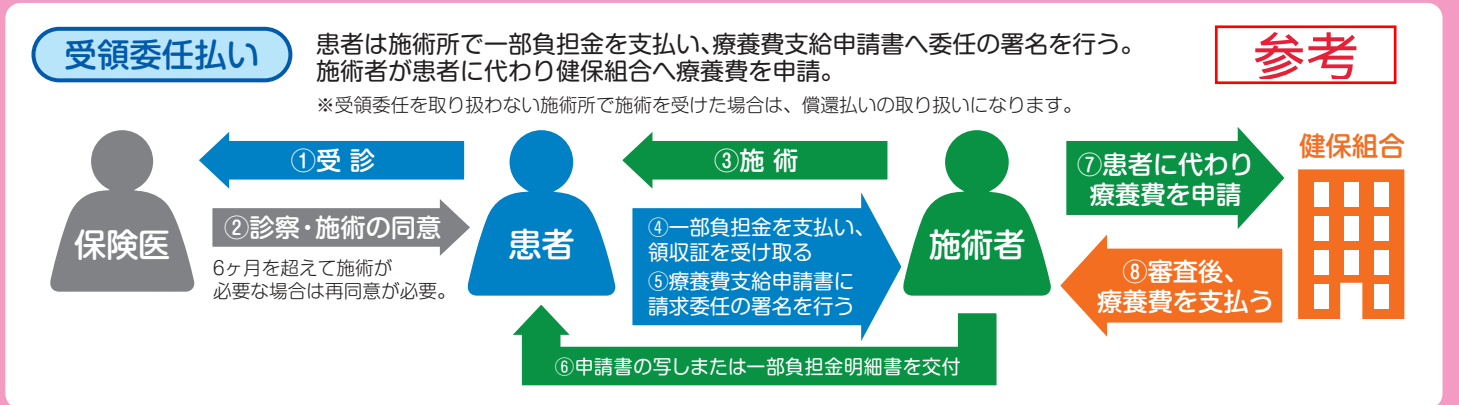 受領委任払い
患者は施術所で一部負担金を支払い、療養費支給申請書へ委任の署名を行う。
施術者が患者に代わり健保組合へ療養費を申請。
※受領委任を取り扱わない施術所で施術を受けた場合は、償還払いの取り扱いになります。
参考
保険医
①受 診
②診察・施術の同意
6ヶ月を超えて施術が
必要な場合は再同意が必要。
患者
③施 術
④一部負担金を支払い、
領収証を受け取る
⑤療養費支給申請書に
請求委任の署名を行う
⑥申請書の写しまたは一部負担金明細書を交付
施術者
⑦患者に代わり
療養費を申請
⑧審査後、
療養費を支払う
健保組合